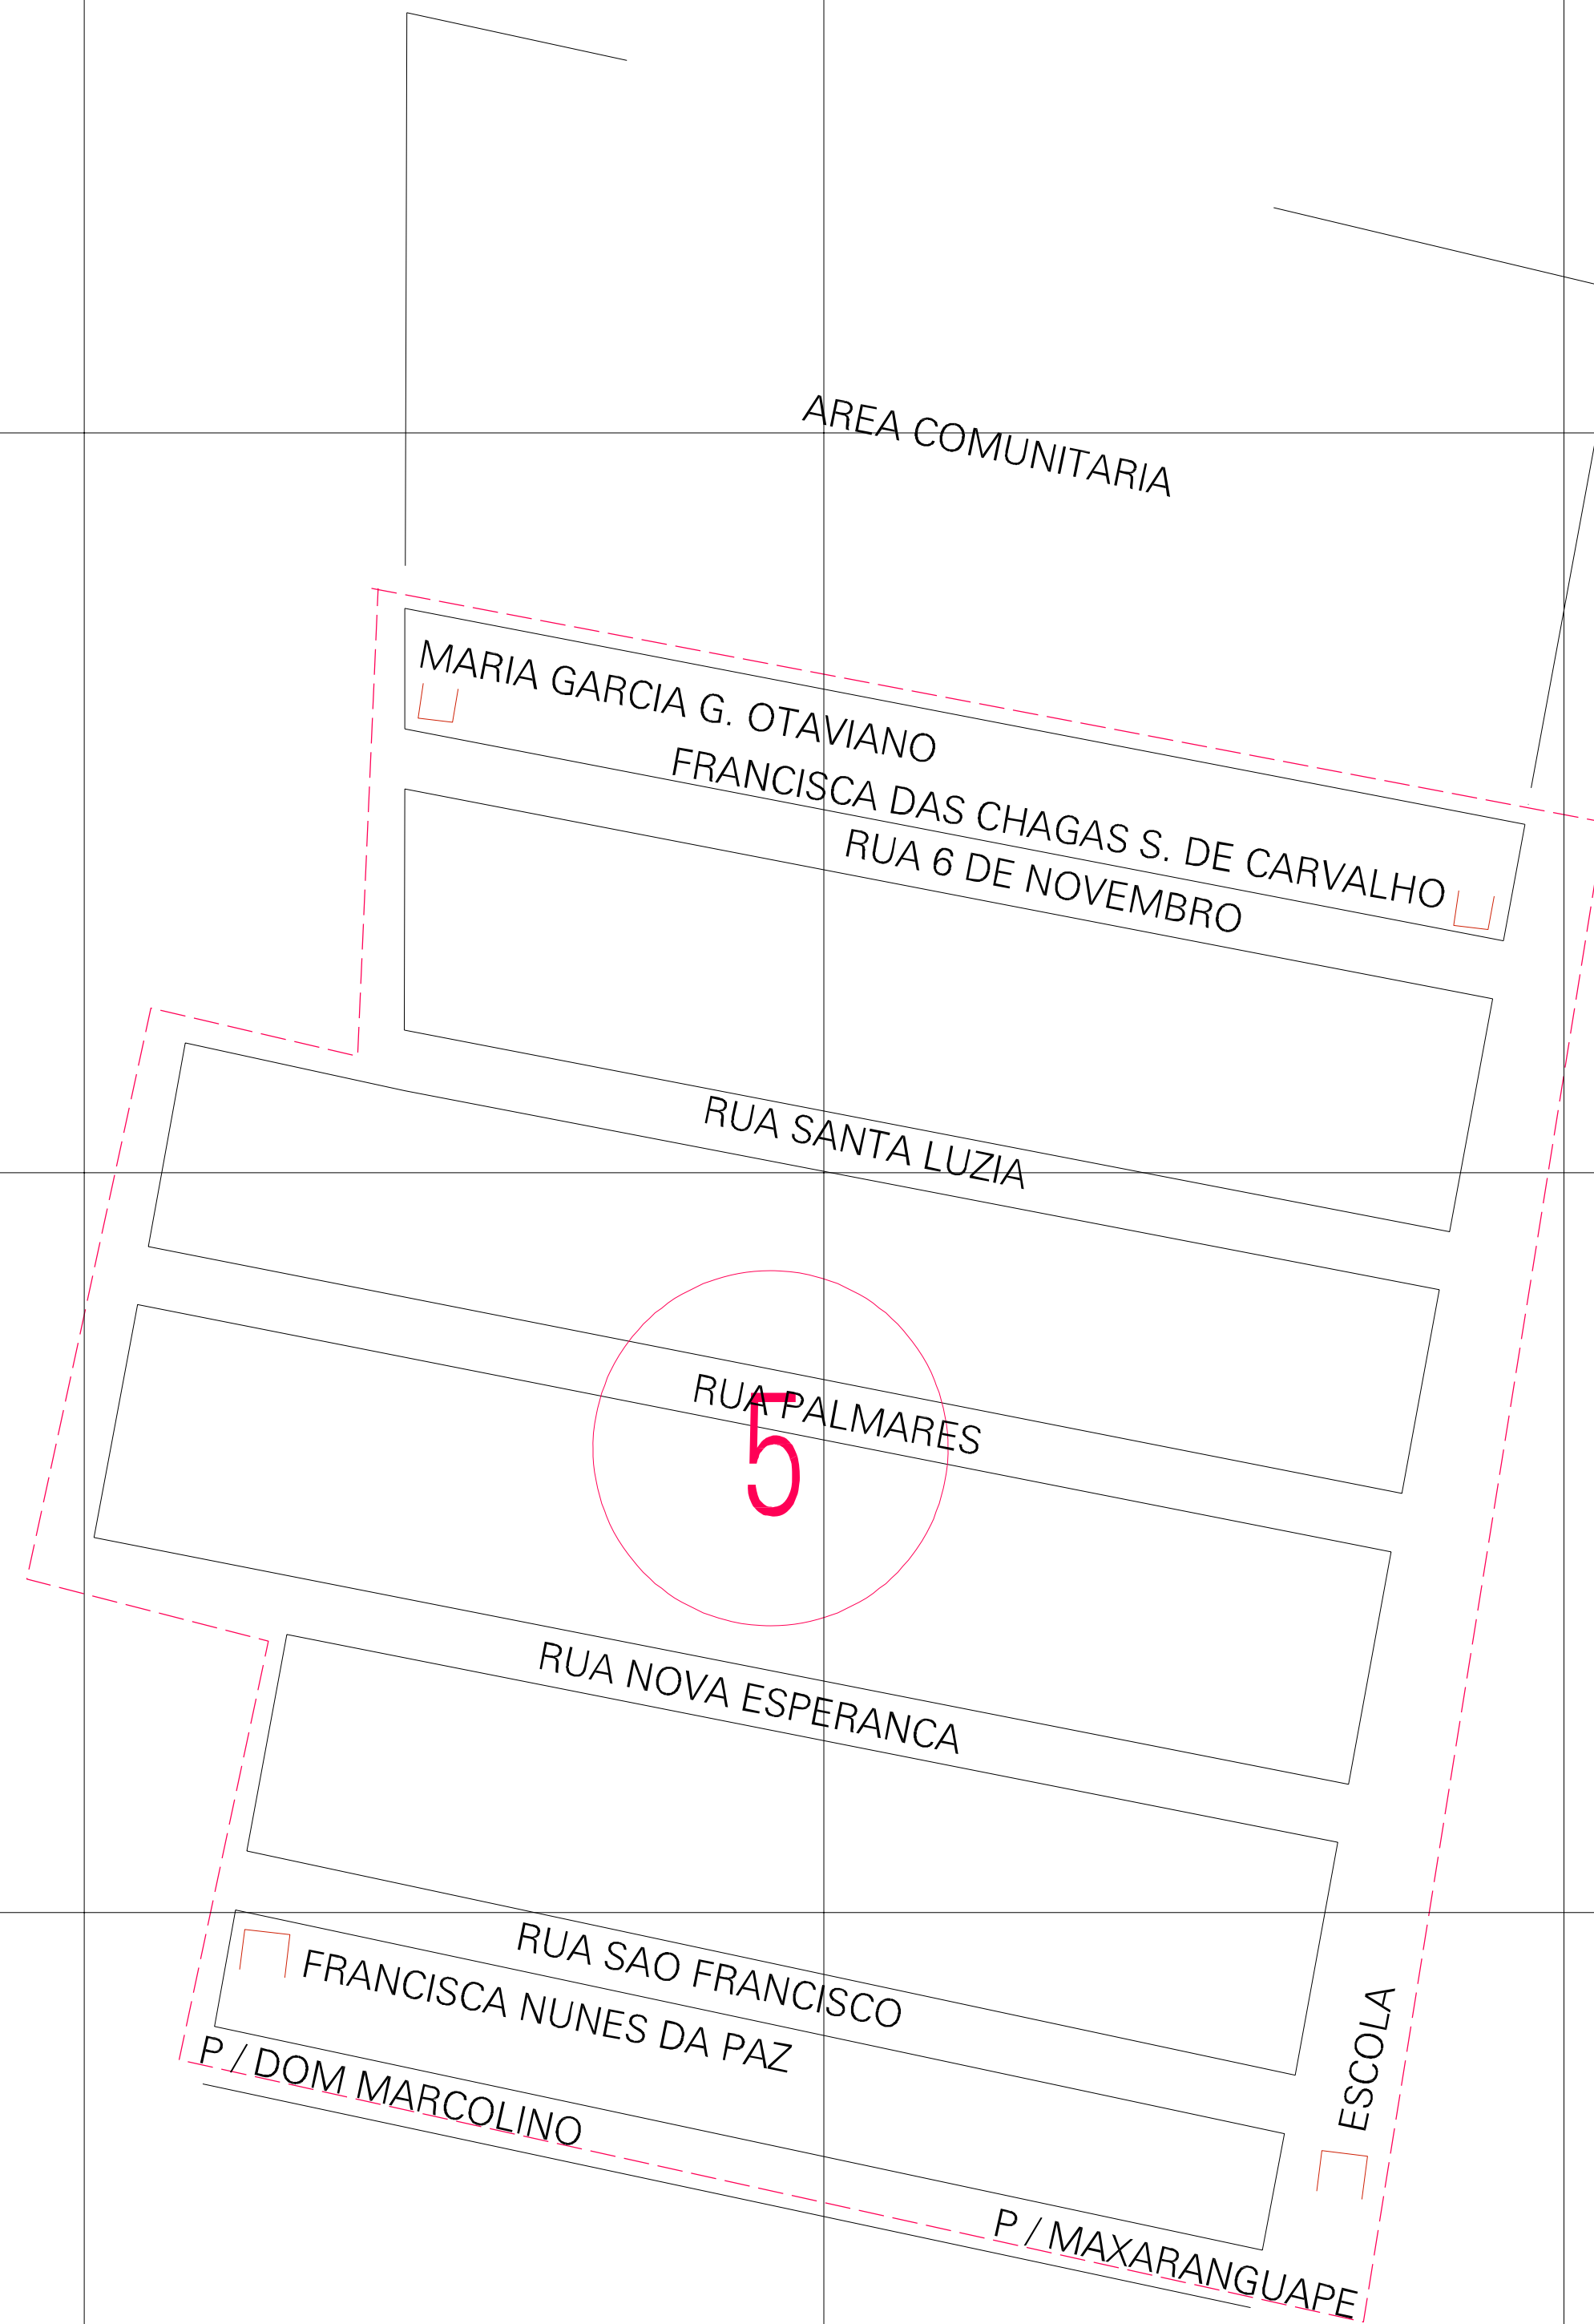 AREA COMUNITARIA
MARIA GARCIA G. OTAVIANO
FRANCISCA DAS CHAGAS S. DE CARVALHO
RUA 6 DE NOVEMBRO
RUA SANTA LUZIA
RUA PALMARES
5
RUA NOVA ESPERANCA
RUA SAO FRANCISCO
FRANCISCA NUNES DA PAZ
ESCOLA
P / DOM MARCOLINO
P / MAXARANGUAPE